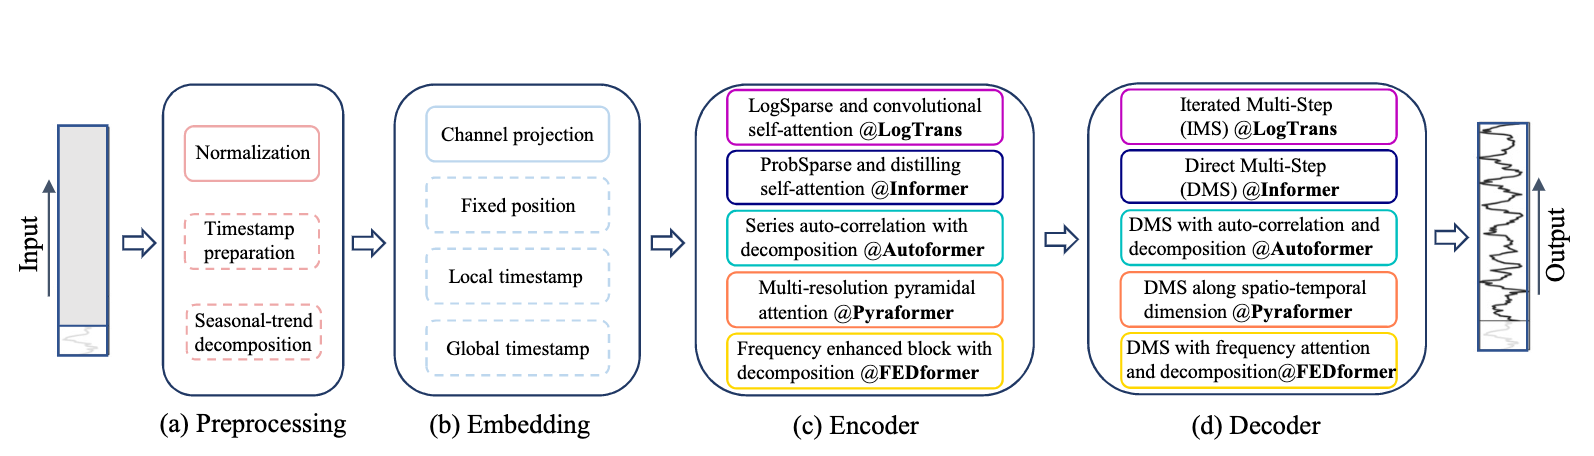 Input
Normalization
Timestamp
preparation
Seasonal-trend
decomposition
(a) Preprocessing
Channel projection
Fixed position
Local timestamp
Global timestamp
(b) Embedding
LogSparse and convolutional
self-attention @LogTrans
ProbSparse and distilling
self-attention @Informer
Series auto-correlation with
decomposition @Autoformer
Multi-resolution pyramidal
attention @Pyraformer
Frequency enhanced block with
decomposition @FEDformer
(c) Encoder
Iterated Multi-Step
(IMS) @LogTrans
Direct Multi-Step
(DMS) @Informer
DMS with auto-correlation and
decomposition @Autoformer
DMS along spatio-temporal
dimension @Pyraformer
DMS with frequency attention
and decomposition@FEDformer
(d) Decoder
Output